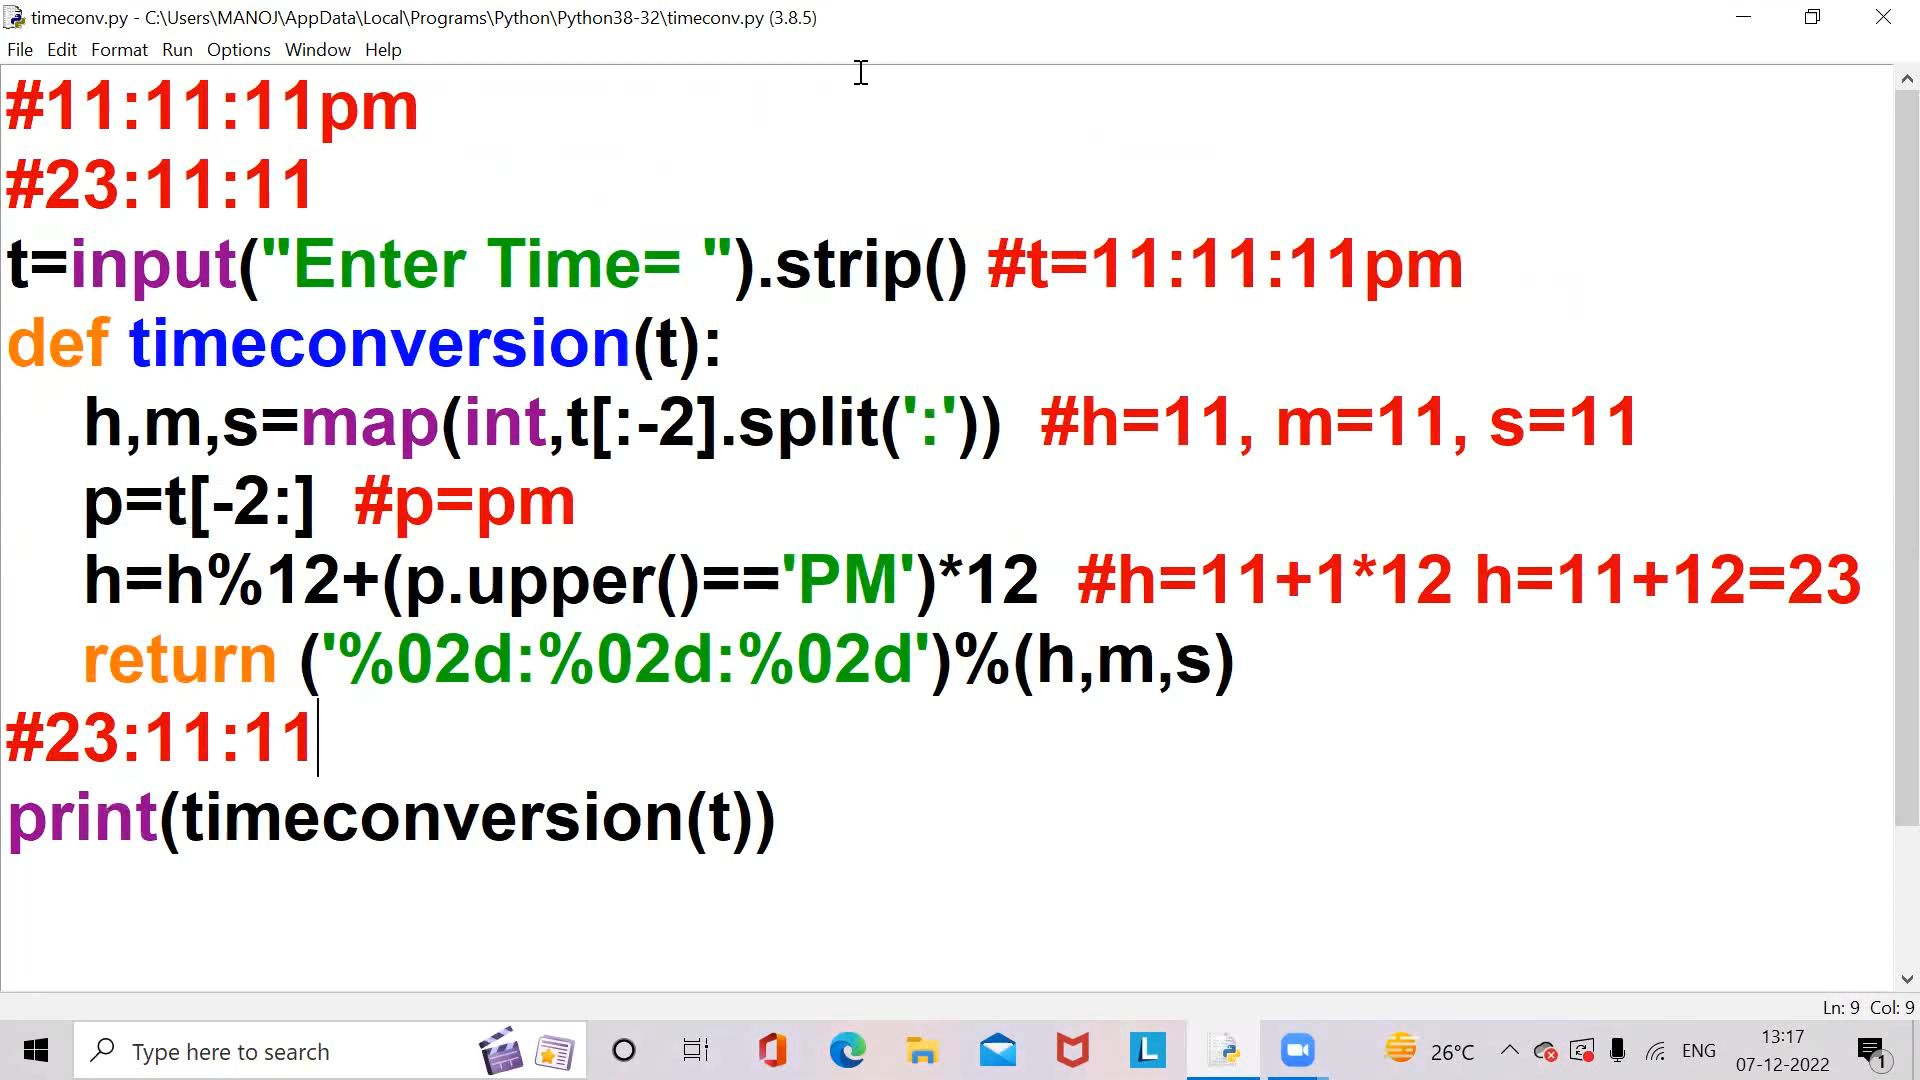 timeconv.py - C:\Users\MANOJ\AppData\Local\Programs\Python\Python38-32\timeconv.py (3.8.5)
File Edit Format Run Options Window Help
#11:11:11pm
#23:11:11
t=input("Enter Time= ").strip() #t=11:11:11pm
def timeconversion(t):
    h,m,s=map(int,t[:-2].split(':'))  #h=11, m=11, s=11
    p=t[-2:]  #p=pm
    h=h%12+(p.upper()=='PM')*12  #h=11+1*12 h=11+12=23
    return ('%02d:%02d:%02d')%(h,m,s)
#23:11:11
print(timeconversion(t))
Ln: 9 Col: 9
Type here to search
L
26°C
ENG
13:17
07-12-2022
1